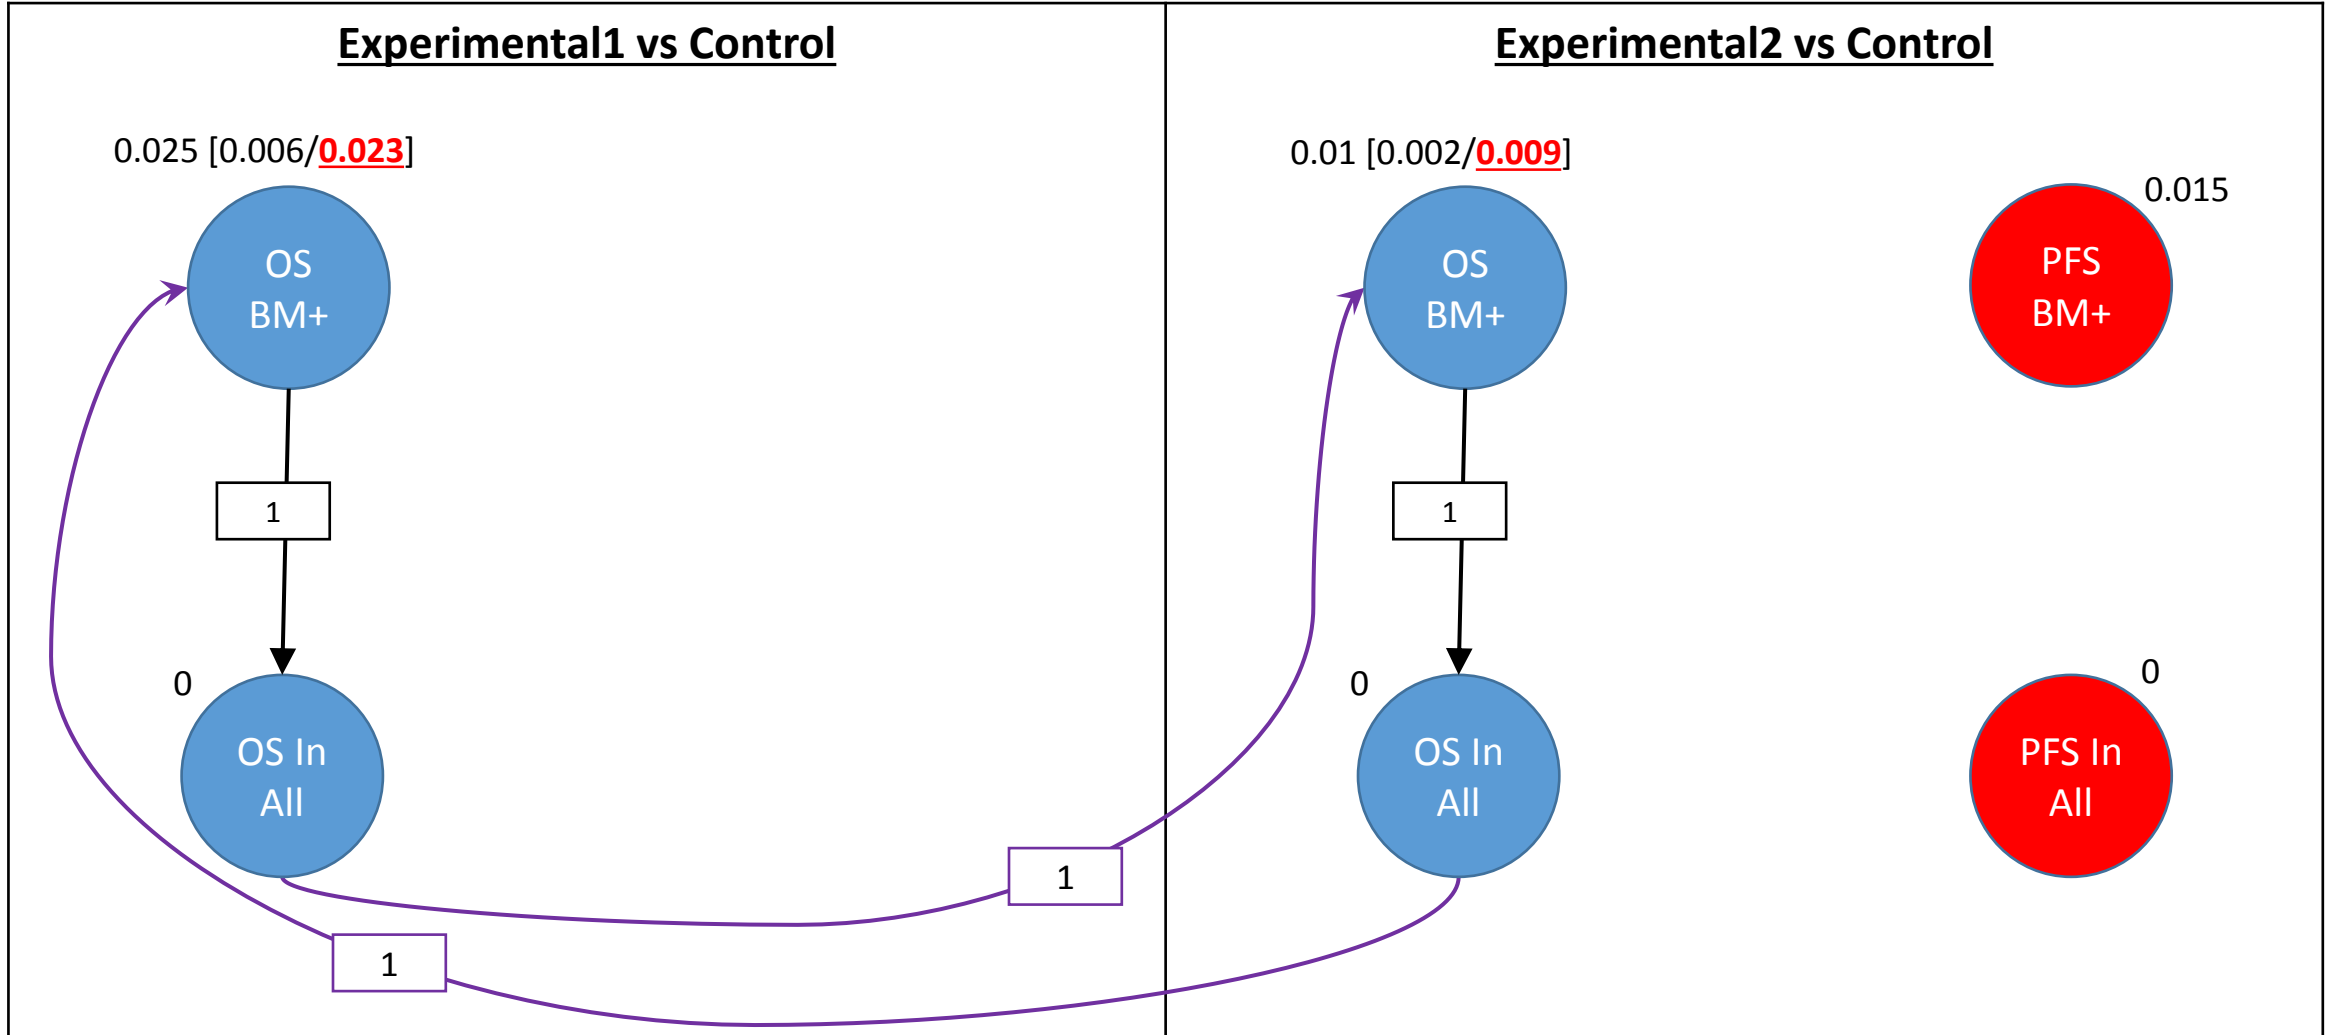 Experimental1 vs Control
Experimental2 vs Control
0.025 [0.006/0.023]
0.01 [0.002/0.009]
0.015
OS
BM+
OS
BM+
PFS
BM+
1
1
0
0
0
OS In
All
OS In
All
PFS In
All
1
1